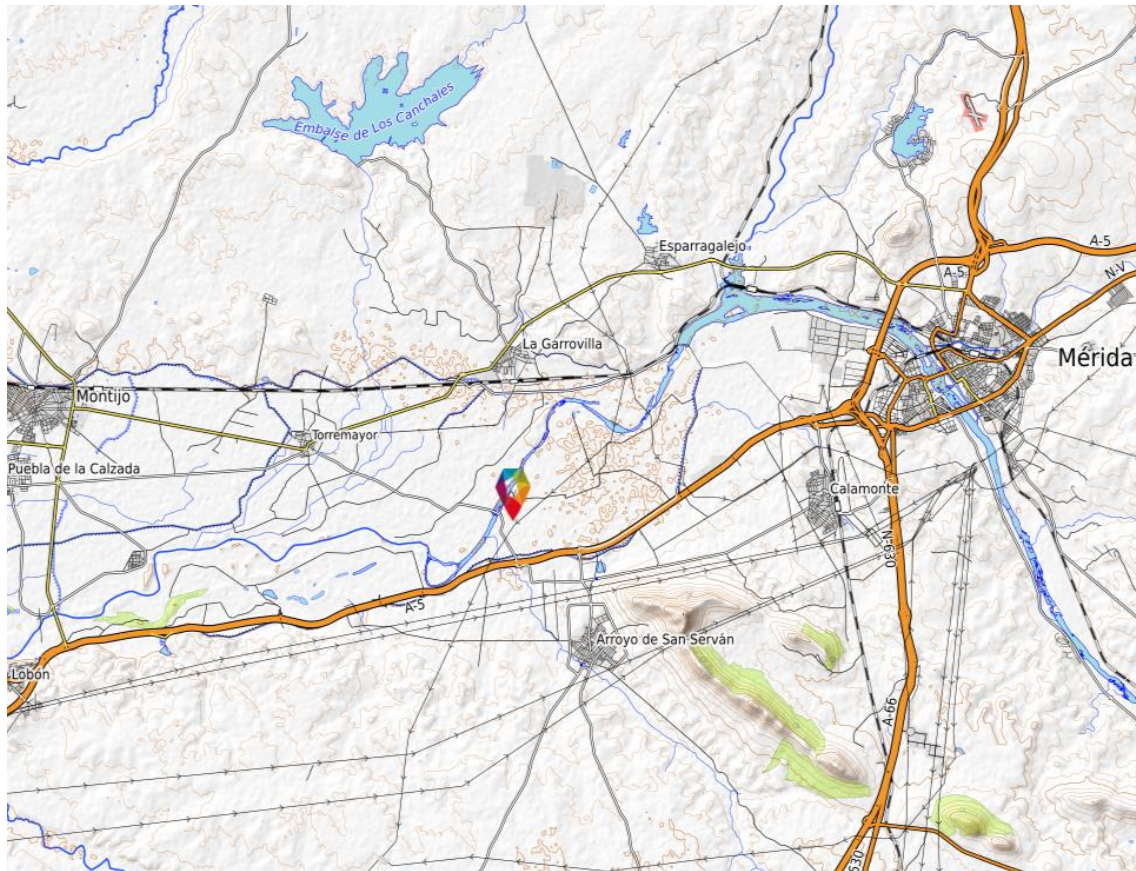 Embalse de Los Canchales
Esparragalejo
A-5
A-5
N-V
La Garrovilla
Mérida
Montijo
Torremayor
Puebla de la Calzada
Calamonte
N-630
A-5
Arroyo de San Serván
Lobón
A-66
630